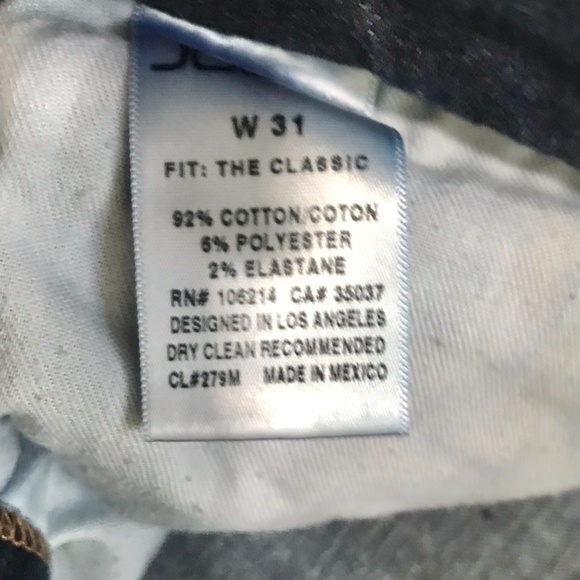 W 31
FIT: THE CLASSIC
92% COTTON/COTON
6% POLYESTER
2% ELASTANE
RN# 106214 CA# 35037
DESIGNED IN LOS ANGELES
DRY CLEAN RECOMMENDED
CL#279M MADE IN MEXICO